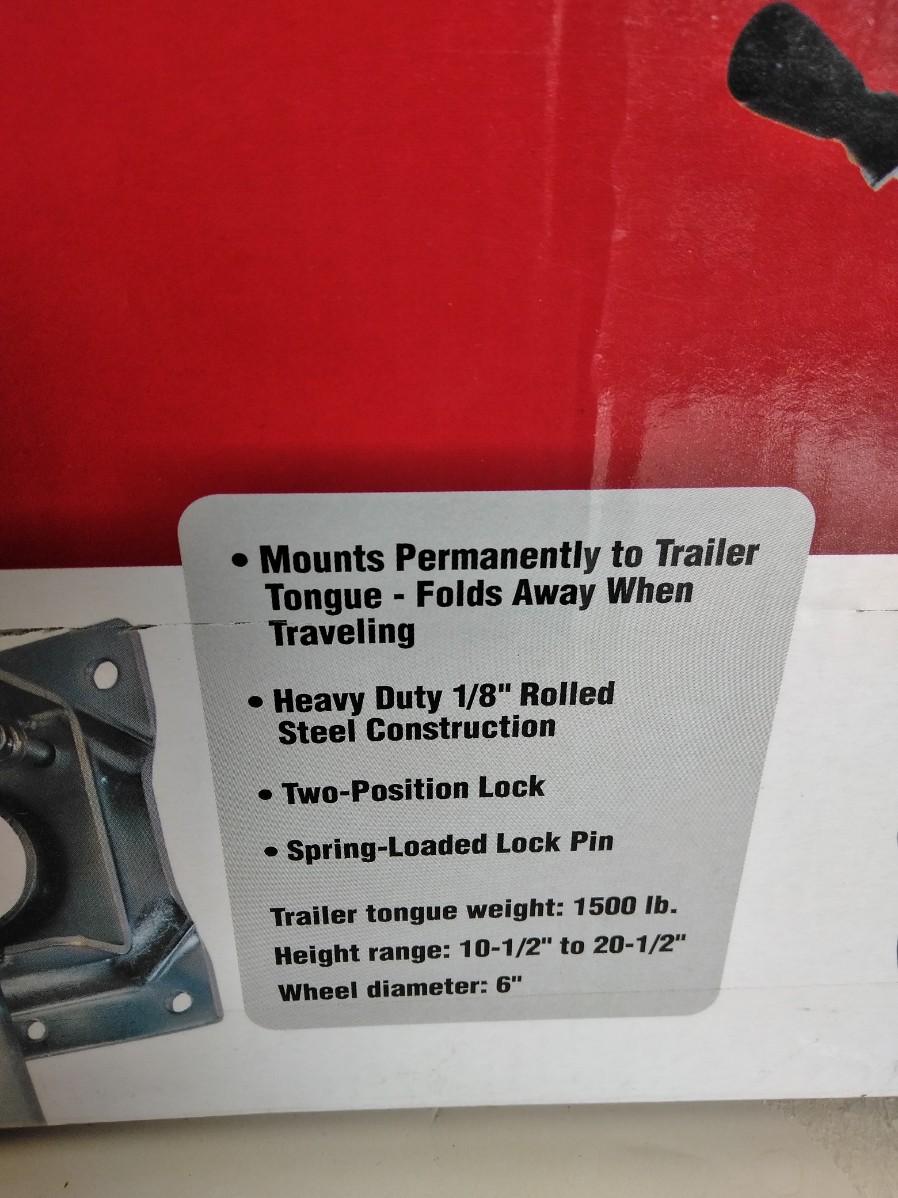 • Mounts Permanently to Trailer
Tongue - Folds Away When
Traveling
• Heavy Duty 1/8" Rolled
Steel Construction
• Two-Position Lock
• Spring-Loaded Lock Pin
Trailer tongue weight: 1500 lb.
Height range: 10-1/2" to 20-1/2"
Wheel diameter: 6"